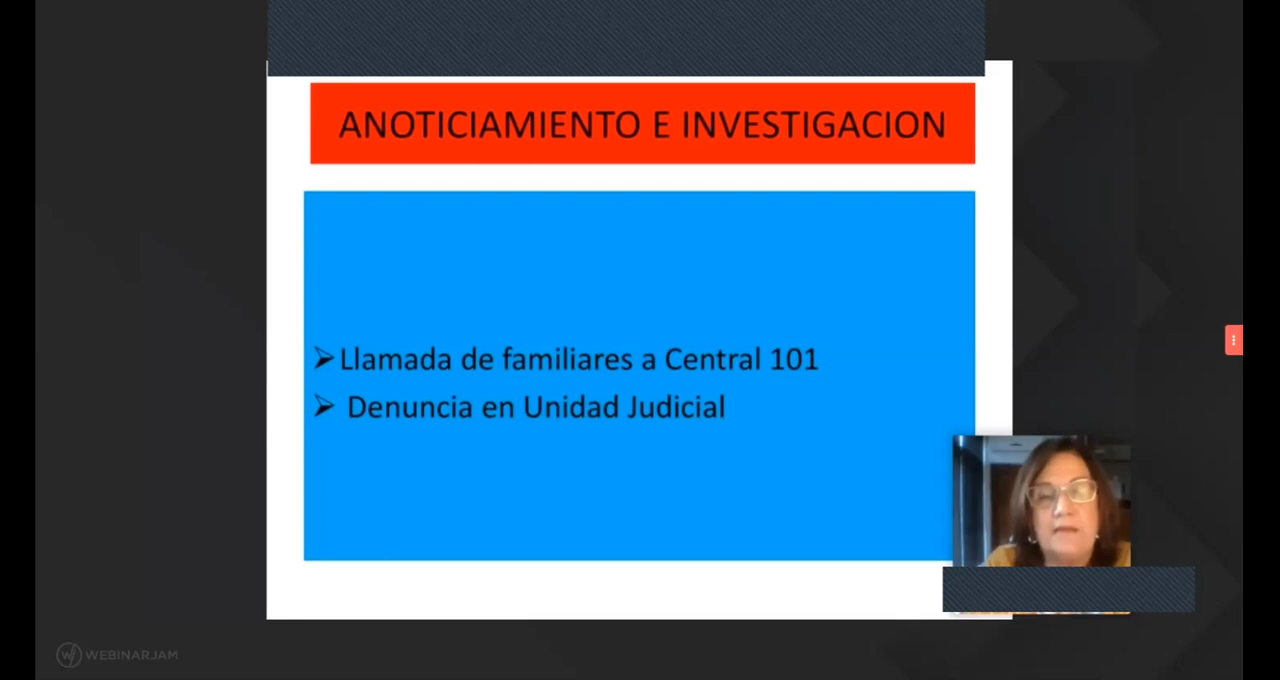 ANOTICIAMIENTO E INVESTIGACION
Llamada de familiares a Central 101
Denuncia en Unidad Judicial
WEBINARJAM